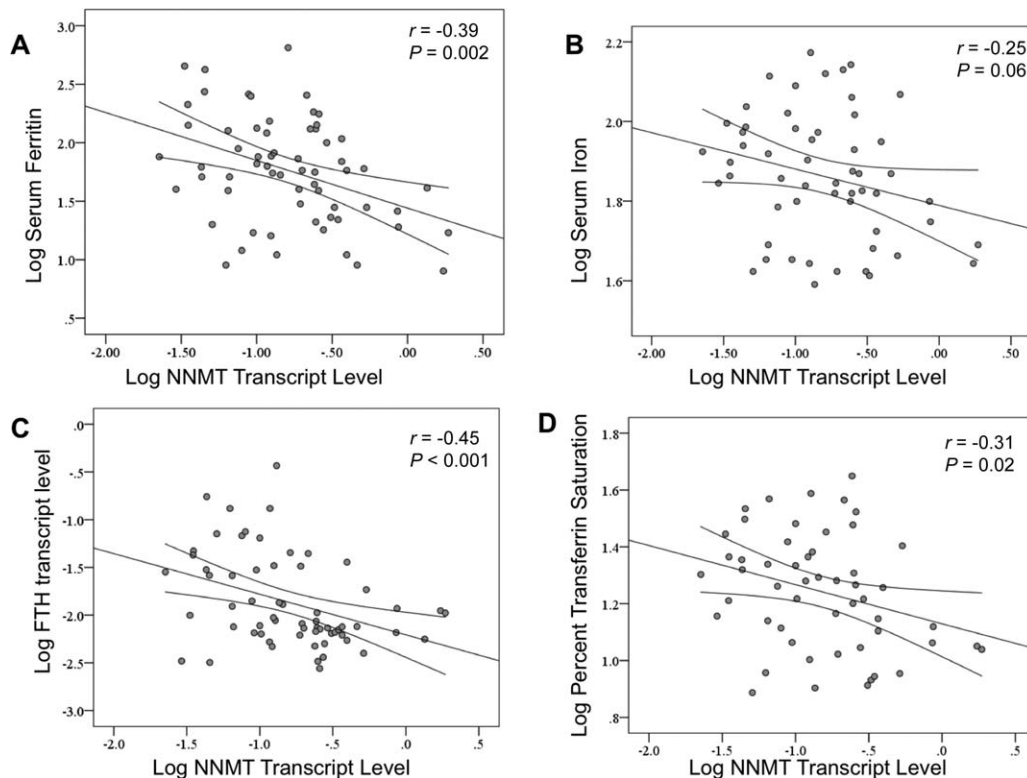 A
r = -0.39
P = 0.002
Log Serum Ferritin
3.0
2.5
2.0
1.5
1.0
.5
-2.00 -1.50 -1.00 -.50 .00 .50
Log NNMT Transcript Level
B
r = -0.25
P = 0.06
Log Serum Iron
2.2
2.0
1.8
1.6
-2.00 -1.50 -1.00 -.50 .00 .50
Log NNMT Transcript Level
C
r = -0.45
P < 0.001
Log FTH transcript level
.0
-.5
-1.0
-1.5
-2.0
-2.5
-3.0
-2.0 -1.5 -1.0 -.5 .0 .5
Log NNMT Transcript Level
D
r = -0.31
P = 0.02
Log Percent Transferrin Saturation
1.8
1.6
1.4
1.2
1.0
.8
-2.00 -1.50 -1.00 -.50 .00 .50
Log NNMT Transcript Level